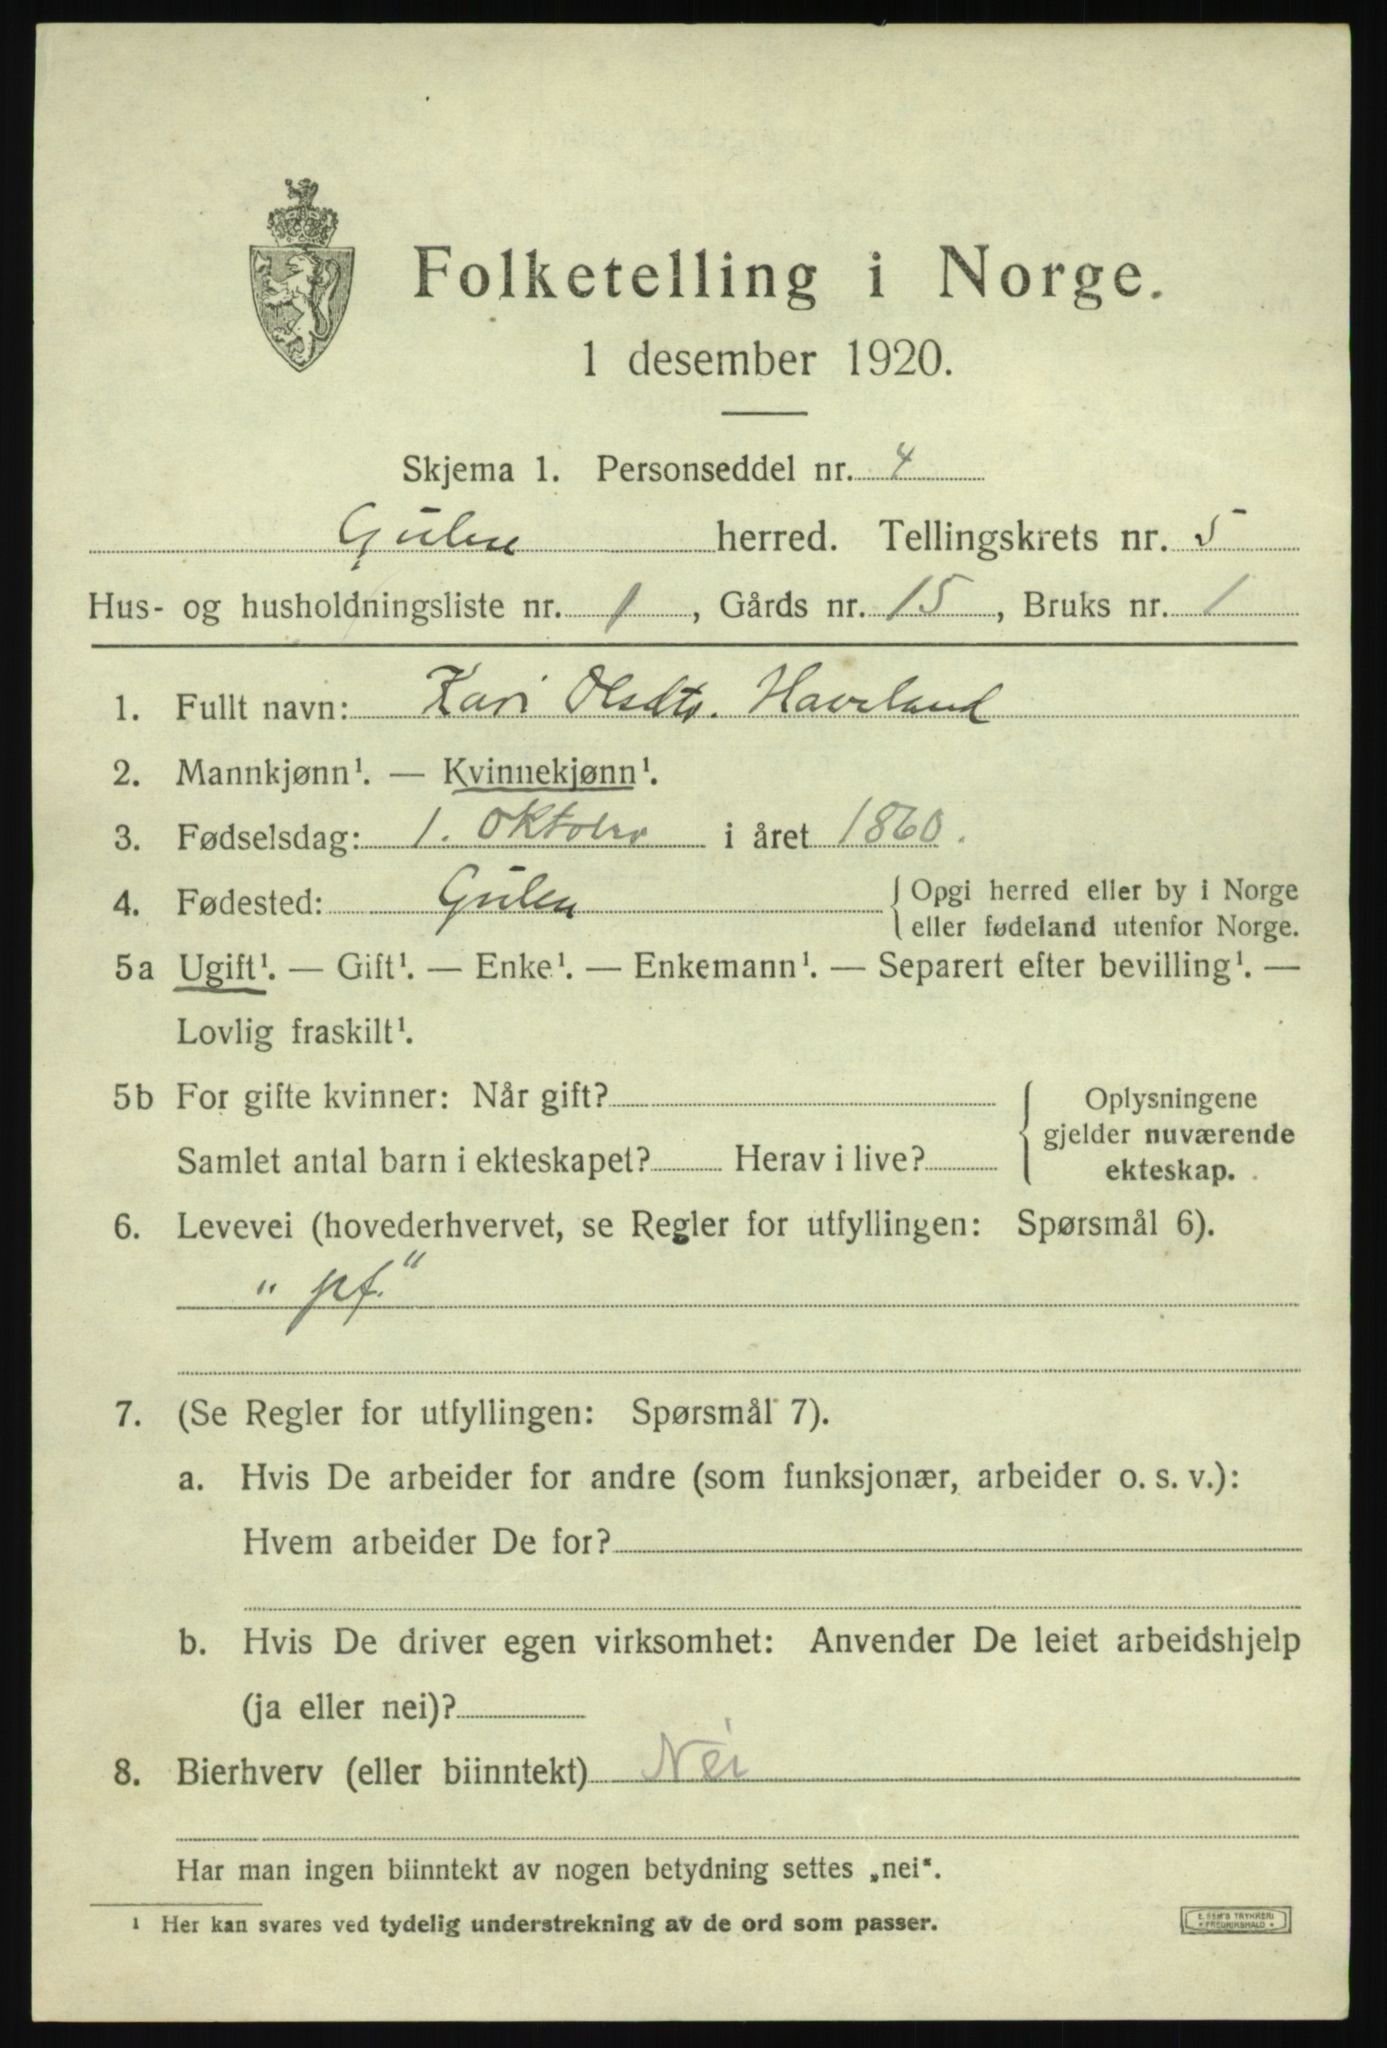 Folketelling i Norge.
1 desember 1920.
Skjema 1. Personseddel nr. 4
Gulen herred. Tellingskrets nr. 5
Hus- og husholdningsliste nr. 1, Gårds nr. 15, Bruks nr. 1
1. Fullt navn: Kari Olsdtr. Haveland
2. Mannkjønn¹. — Kvinnekjønn¹.
3. Fødselsdag: 1. oktober i året 1860.
4. Fødested: Gulen { Opgi herred eller by i Norge
eller fødeland utenfor Norge.
5a Ugift¹. — Gift¹. — Enke¹. — Enkemann¹. — Separert efter bevilling¹. —
Lovlig fraskilt¹.
5b For gifte kvinner: Når gift?
Samlet antal barn i ekteskapet? Herav i live?
{ Oplysningene
gjelder nuværende
ekteskap.
6. Levevei (hovederhvervet, se Regler for utfyllingen: Spørsmål 6).
" pf."
7. (Se Regler for utfyllingen: Spørsmål 7).
a. Hvis De arbeider for andre (som funksjonær, arbeider o. s. v.):
Hvem arbeider De for?
b. Hvis De driver egen virksomhet: Anvender De leiet arbeidshjelp
(ja eller nei)?
8. Bierhverv (eller biinntekt) Nei
Har man ingen biinntekt av nogen betydning settes „nei“.
¹ Her kan svares ved tydelig understrekning av de ord som passer.
E. SEM'S TRYKKERI
* FREDRIKSHALD *